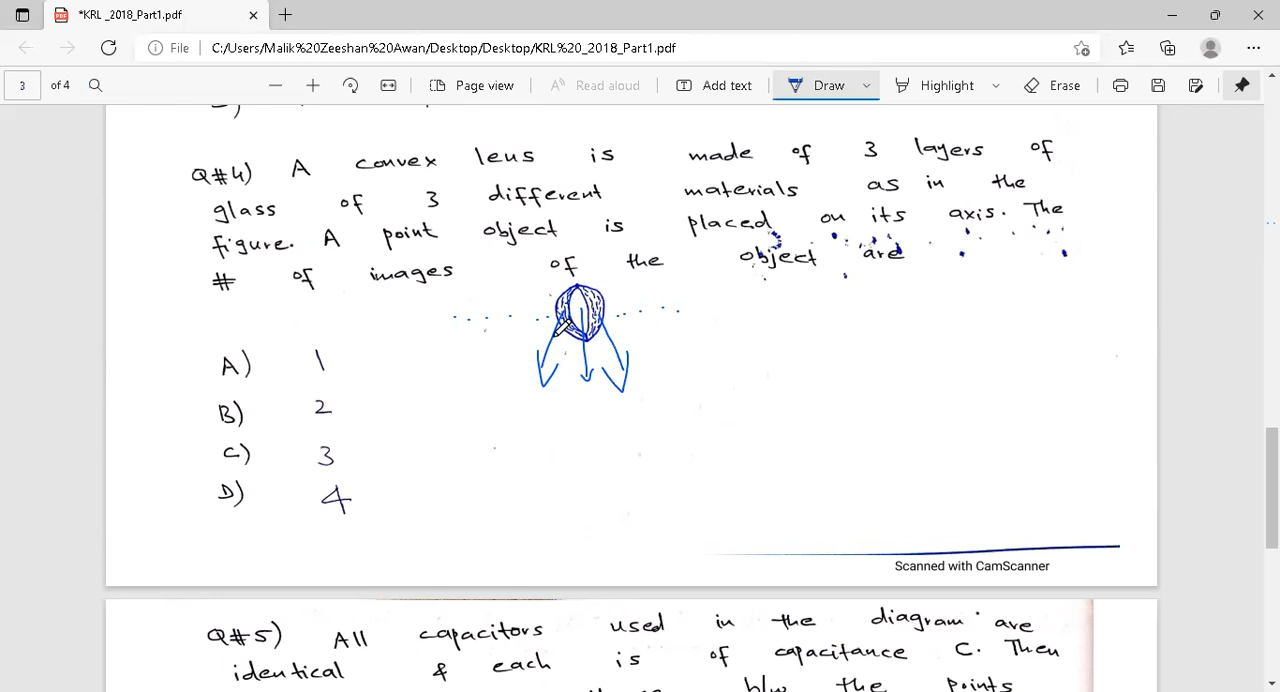 *KRL _2018_Part1.pdf
File C:/Users/Malik%20Zeeshan%20Awan/Desktop/Desktop/KRL%20_2018_Part1.pdf
3 of 4 Page view Read aloud Add text Draw Highlight Erase
Q#4) A convex lens is made of 3 layers of
glass of 3 different materials as in the
figure. A point object is placed on its axis. The
# of images of the object are
A) 1
B) 2
C) 3
D) 4
Scanned with CamScanner
Q#5) All capacitors used in the diagram are
identical & each is of capacitance C. Then
b/w the points